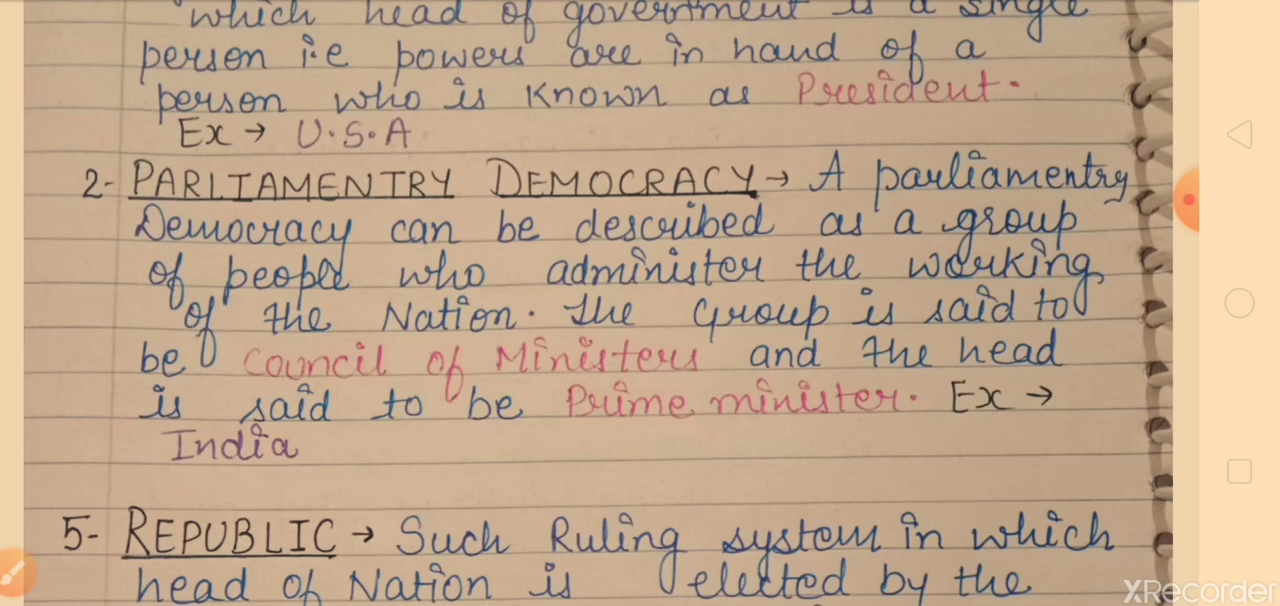 which head of government is a single
person i.e powers are in hand of a
person who is known as President.
Ex → U.S.A
2- PARLIAMENTRY DEMOCRACY → A parliamentry
Democracy can be described as a group
of people who administer the working
of the Nation. The Group is said to
be Council of Ministers and the head
is said to be Prime minister. Ex →
India
5- REPUBLIC → Such Ruling system in which
head of Nation is elected by the
XRecorder